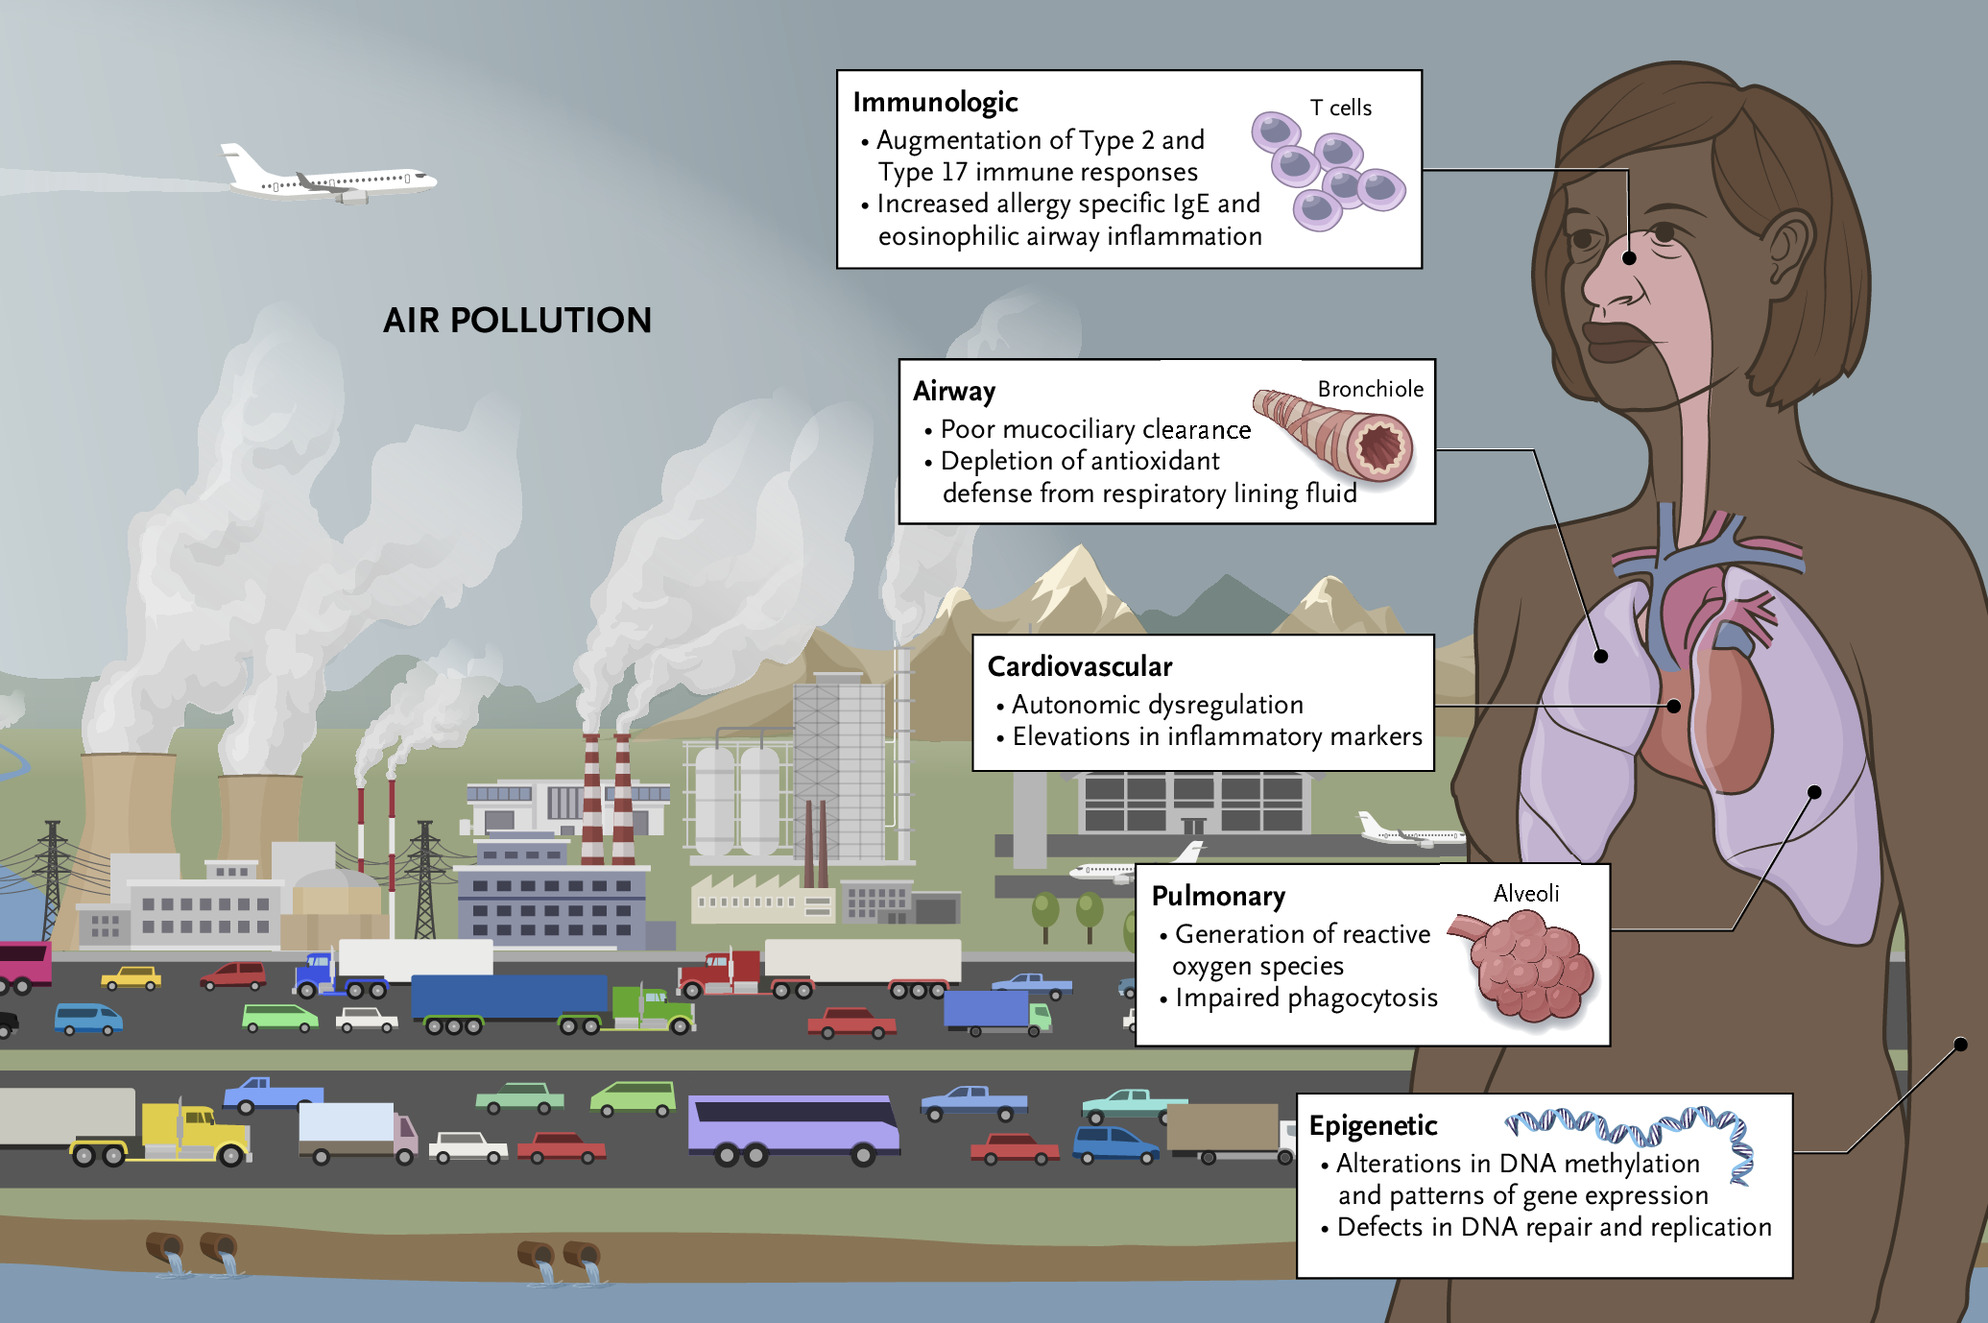 AIR POLLUTION
Immunologic
T cells
• Augmentation of Type 2 and
Type 17 immune responses
• Increased allergy specific IgE and
eosinophilic airway inflammation
Airway
Bronchiole
• Poor mucociliary clearance
• Depletion of antioxidant
defense from respiratory lining fluid
Cardiovascular
• Autonomic dysregulation
• Elevations in inflammatory markers
Pulmonary
Alveoli
• Generation of reactive
oxygen species
• Impaired phagocytosis
Epigenetic
• Alterations in DNA methylation
and patterns of gene expression
• Defects in DNA repair and replication